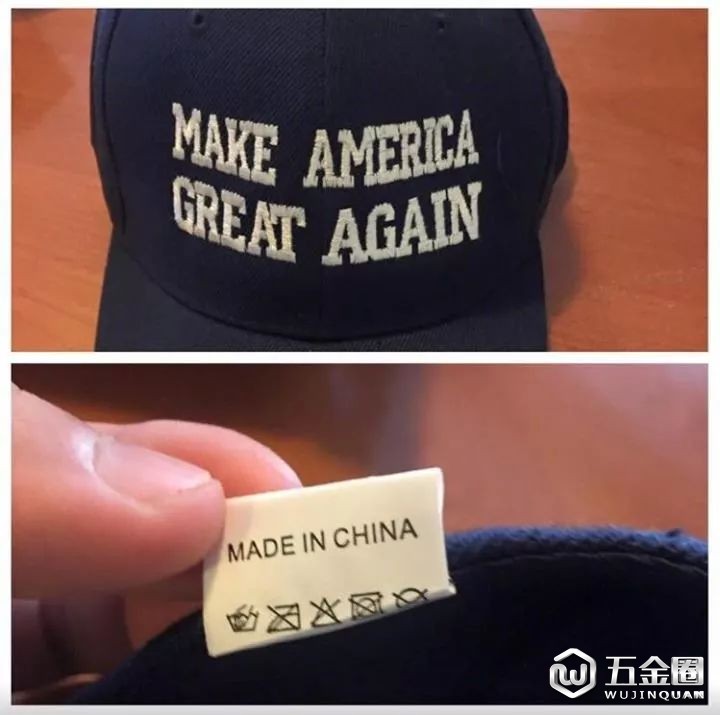 MAKE AMERICA
GREAT AGAIN
MADE IN CHINA
五金圈
WUJINQUAN